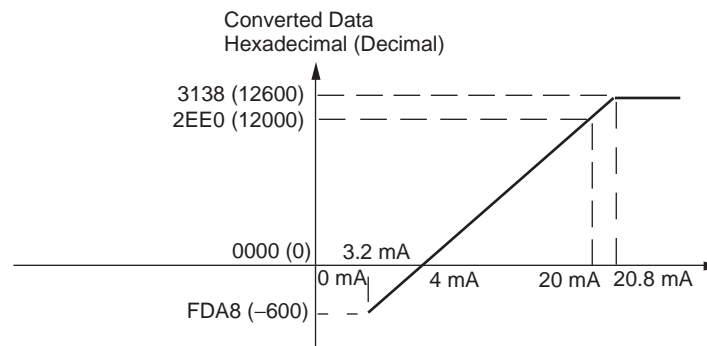 Converted Data
Hexadecimal (Decimal)
3138 (12600)
2EE0 (12000)
0000 (0)
3.2 mA
0 mA
4 mA
20 mA
20.8 mA
FDA8 (−600)